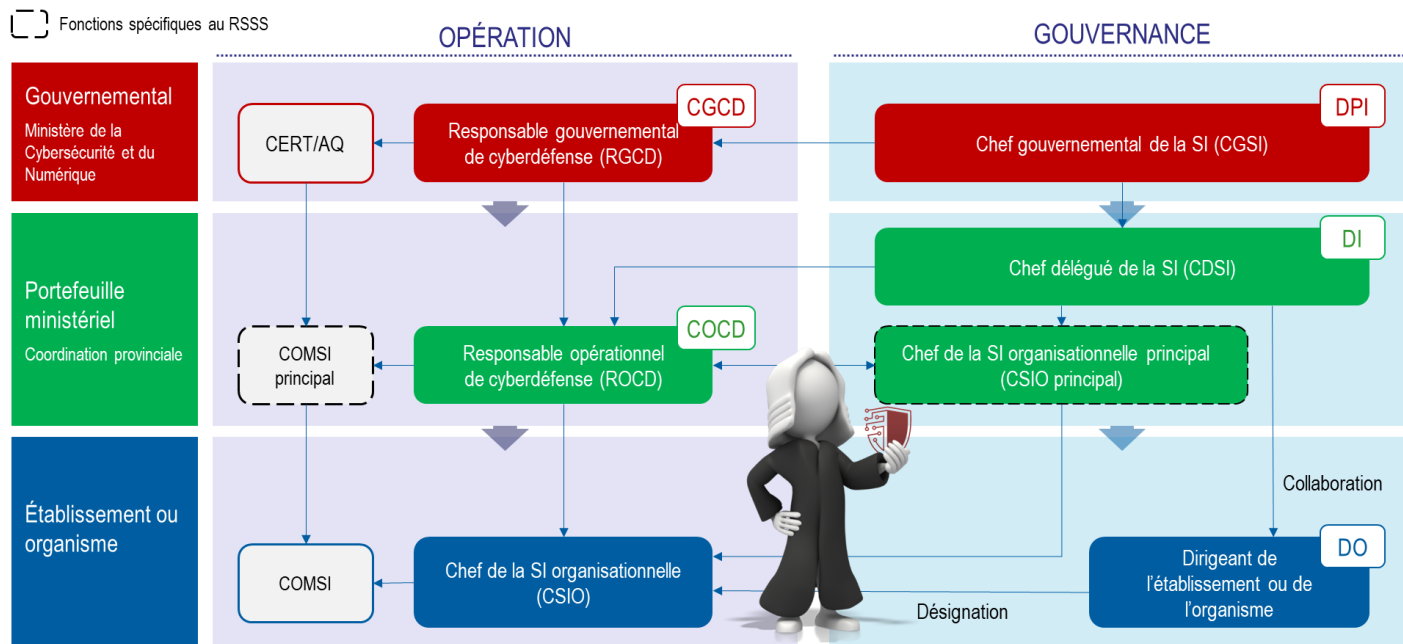 Fonctions spécifiques au RSSS
OPÉRATION
GOUVERNANCE
Gouvernemental
Ministère de la
Cybersécurité et du
Numérique
CERT/AQ
CGCD
Responsable gouvernemental
de cyberdéfense (RGCD)
DPI
Chef gouvernemental de la SI (CGSI)
Portefeuille
ministériel
Coordination provinciale
DI
Chef délégué de la SI (CDSI)
COMSI
principal
COCD
Responsable opérationnel
de cyberdéfense (ROCD)
Chef de la SI organisationnelle principal
(CSIO principal)
Établissement ou
organisme
Collaboration
COMSI
Chef de la SI organisationnelle
(CSIO)
Désignation
DO
Dirigeant de
l'établissement ou de
l'organisme